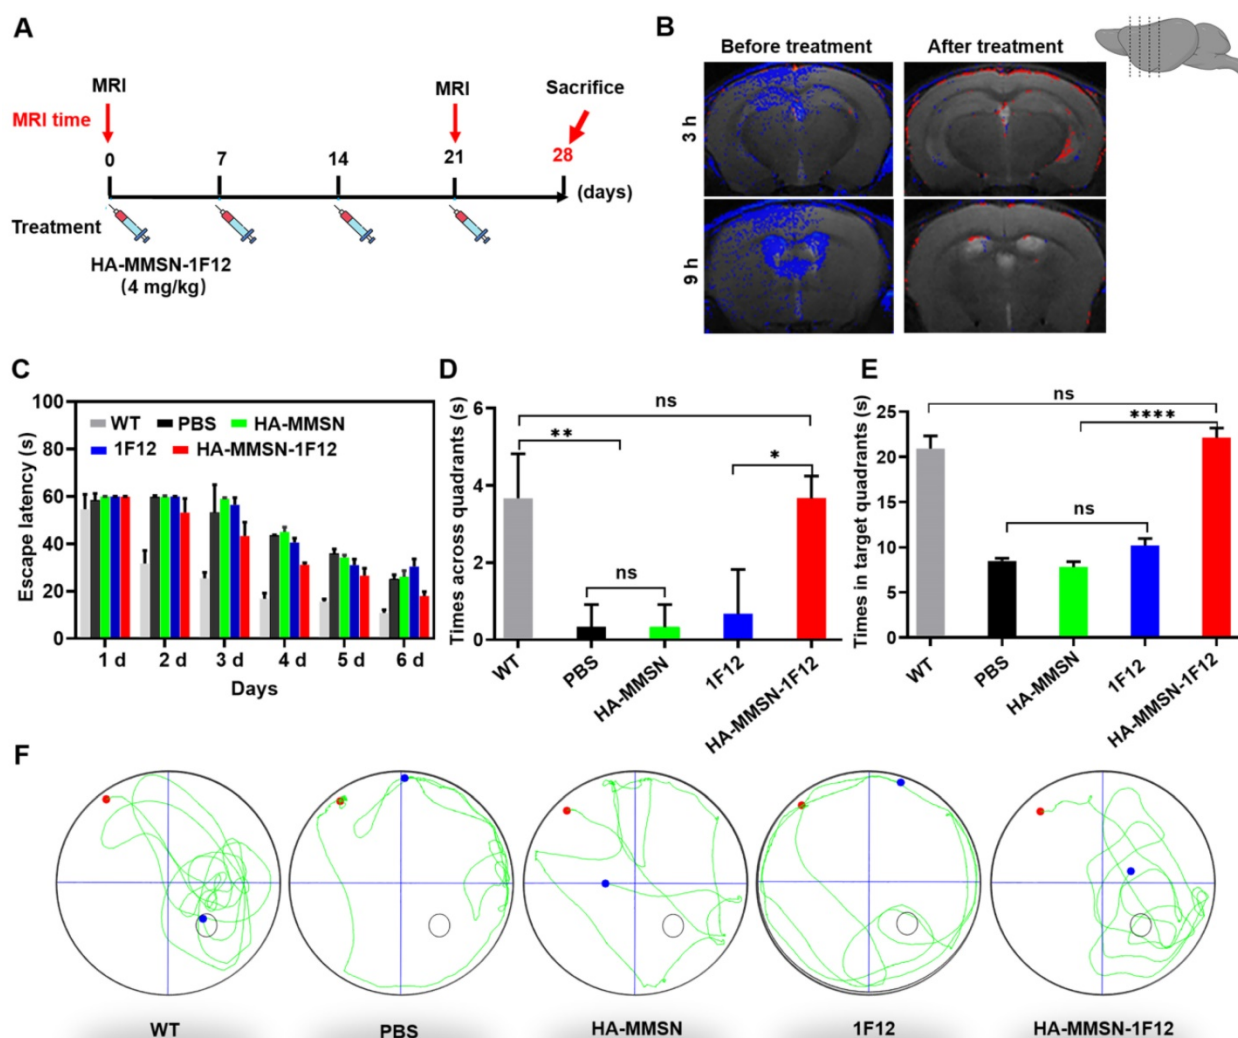 A
MRI MRI Sacrifice
MRI time
0 7 14 21 28
(days)
Treatment
HA-MMSN-1F12
(4 mg/kg)
B
Before treatment After treatment
3 h
9 h
C
Escape latency (s)
100
80
60
40
20
0
WT PBS HA-MMSN
1F12 HA-MMSN-1F12
1 d 2 d 3 d 4 d 5 d 6 d
Days
D
Times across quadrants (s)
6
4
2
0
ns
**
*
ns
WT PBS HA-MMSN 1F12 HA-MMSN-1F12
E
Times in target quadrants (s)
25
20
15
10
5
0
ns
****
ns
WT PBS HA-MMSN 1F12 HA-MMSN-1F12
F
WT PBS HA-MMSN 1F12 HA-MMSN-1F12